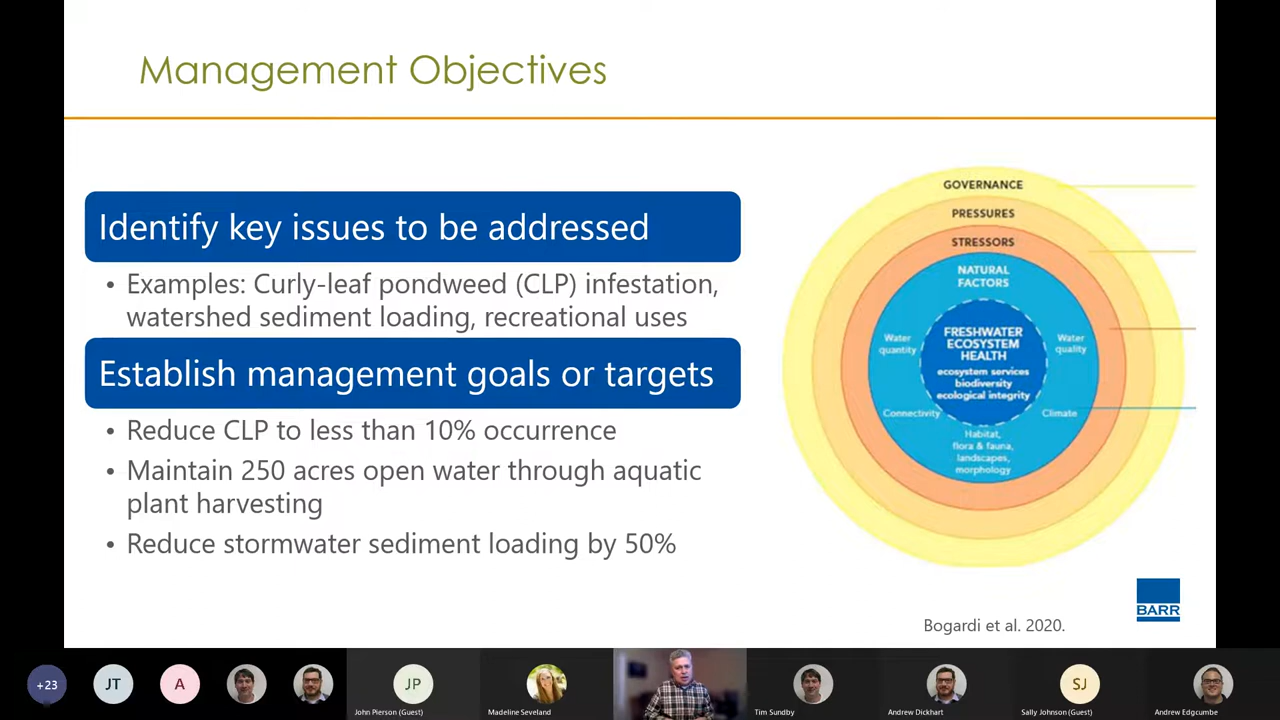 Management Objectives
Identify key issues to be addressed
• Examples: Curly-leaf pondweed (CLP) infestation,
watershed sediment loading, recreational uses
Establish management goals or targets
• Reduce CLP to less than 10% occurrence
• Maintain 250 acres open water through aquatic
plant harvesting
• Reduce stormwater sediment loading by 50%
GOVERNANCE
PRESSURES
STRESSORS
NATURAL
FACTORS
Water
quantity
FRESHWATER
ECOSYSTEM
HEALTH
ecosystem services
biodiversity
ecological integrity
Water
quality
Connectivity
Climate
Habitat,
flora & fauna,
landscapes,
morphology
BARR
Bogardi et al. 2020.
+23
JT
A
JP
John Pierson (Guest)
Madeline Seveland
Tim Sundby
Andrew Dickhart
SJ
Sally Johnson (Guest)
Andrew Edgcumbe